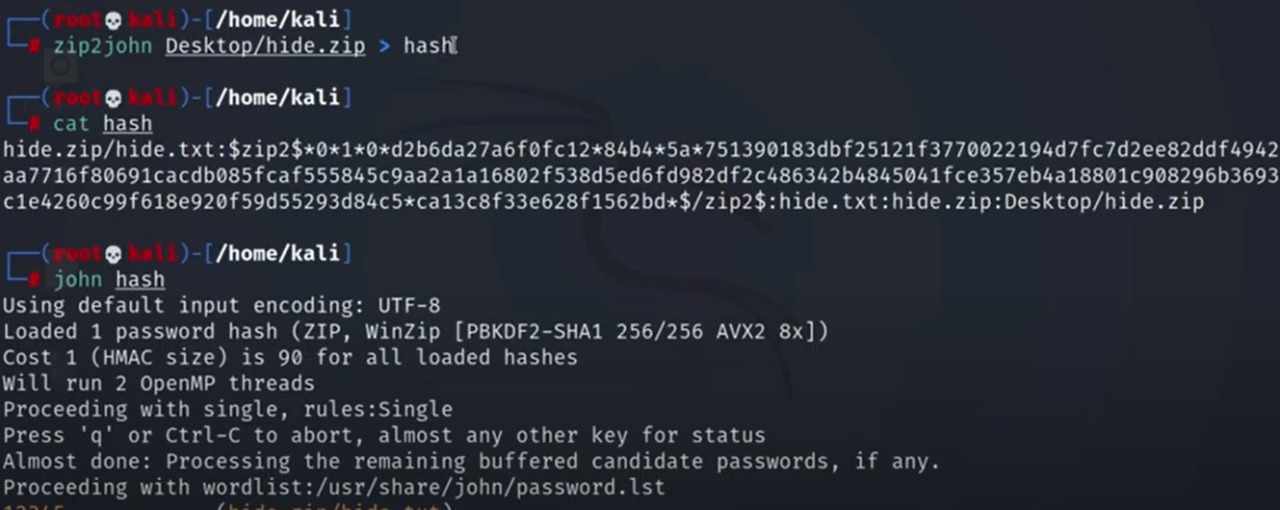 ┌──(root💀kali)-[/home/kali]
└─# zip2john Desktop/hide.zip > hash
┌──(root💀kali)-[/home/kali]
└─# cat hash
hide.zip/hide.txt:$zip2$*0*1*0*d2b6da27a6f0fc12*84b4*5a*751390183dbf25121f3770022194d7fc7d2ee82ddf4942
aa7716f80691cacdb085fcaf555845c9aa2a1a16802f538d5ed6fd982df2c486342b4845041fce357eb4a18801c908296b3693
c1e4260c99f618e920f59d55293d84c5*ca13c8f33e628f1562bd*$/zip2$:hide.txt:hide.zip:Desktop/hide.zip
┌──(root💀kali)-[/home/kali]
└─# john hash
Using default input encoding: UTF-8
Loaded 1 password hash (ZIP, WinZip [PBKDF2-SHA1 256/256 AVX2 8x])
Cost 1 (HMAC size) is 90 for all loaded hashes
Will run 2 OpenMP threads
Proceeding with single, rules:Single
Press 'q' or Ctrl-C to abort, almost any other key for status
Almost done: Processing the remaining buffered candidate passwords, if any.
Proceeding with wordlist:/usr/share/john/password.lst
(hide.zip/hide.txt)